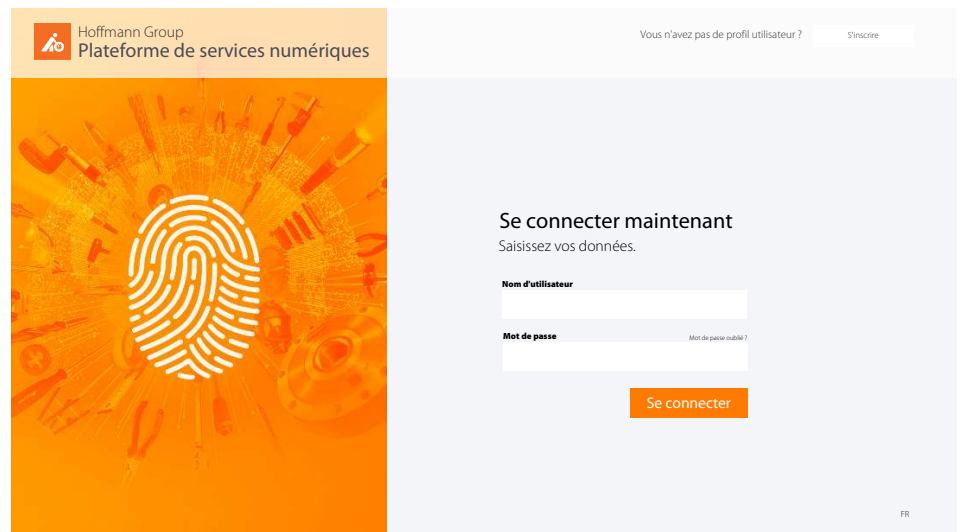 Hoffmann Group
Plateforme de services numériques
Vous n'avez pas de profil utilisateur ?
S'inscrire
Se connecter maintenant
Saisissez vos données.
Nom d'utilisateur
Mot de passe
Mot de passe oublié ?
Se connecter
FR